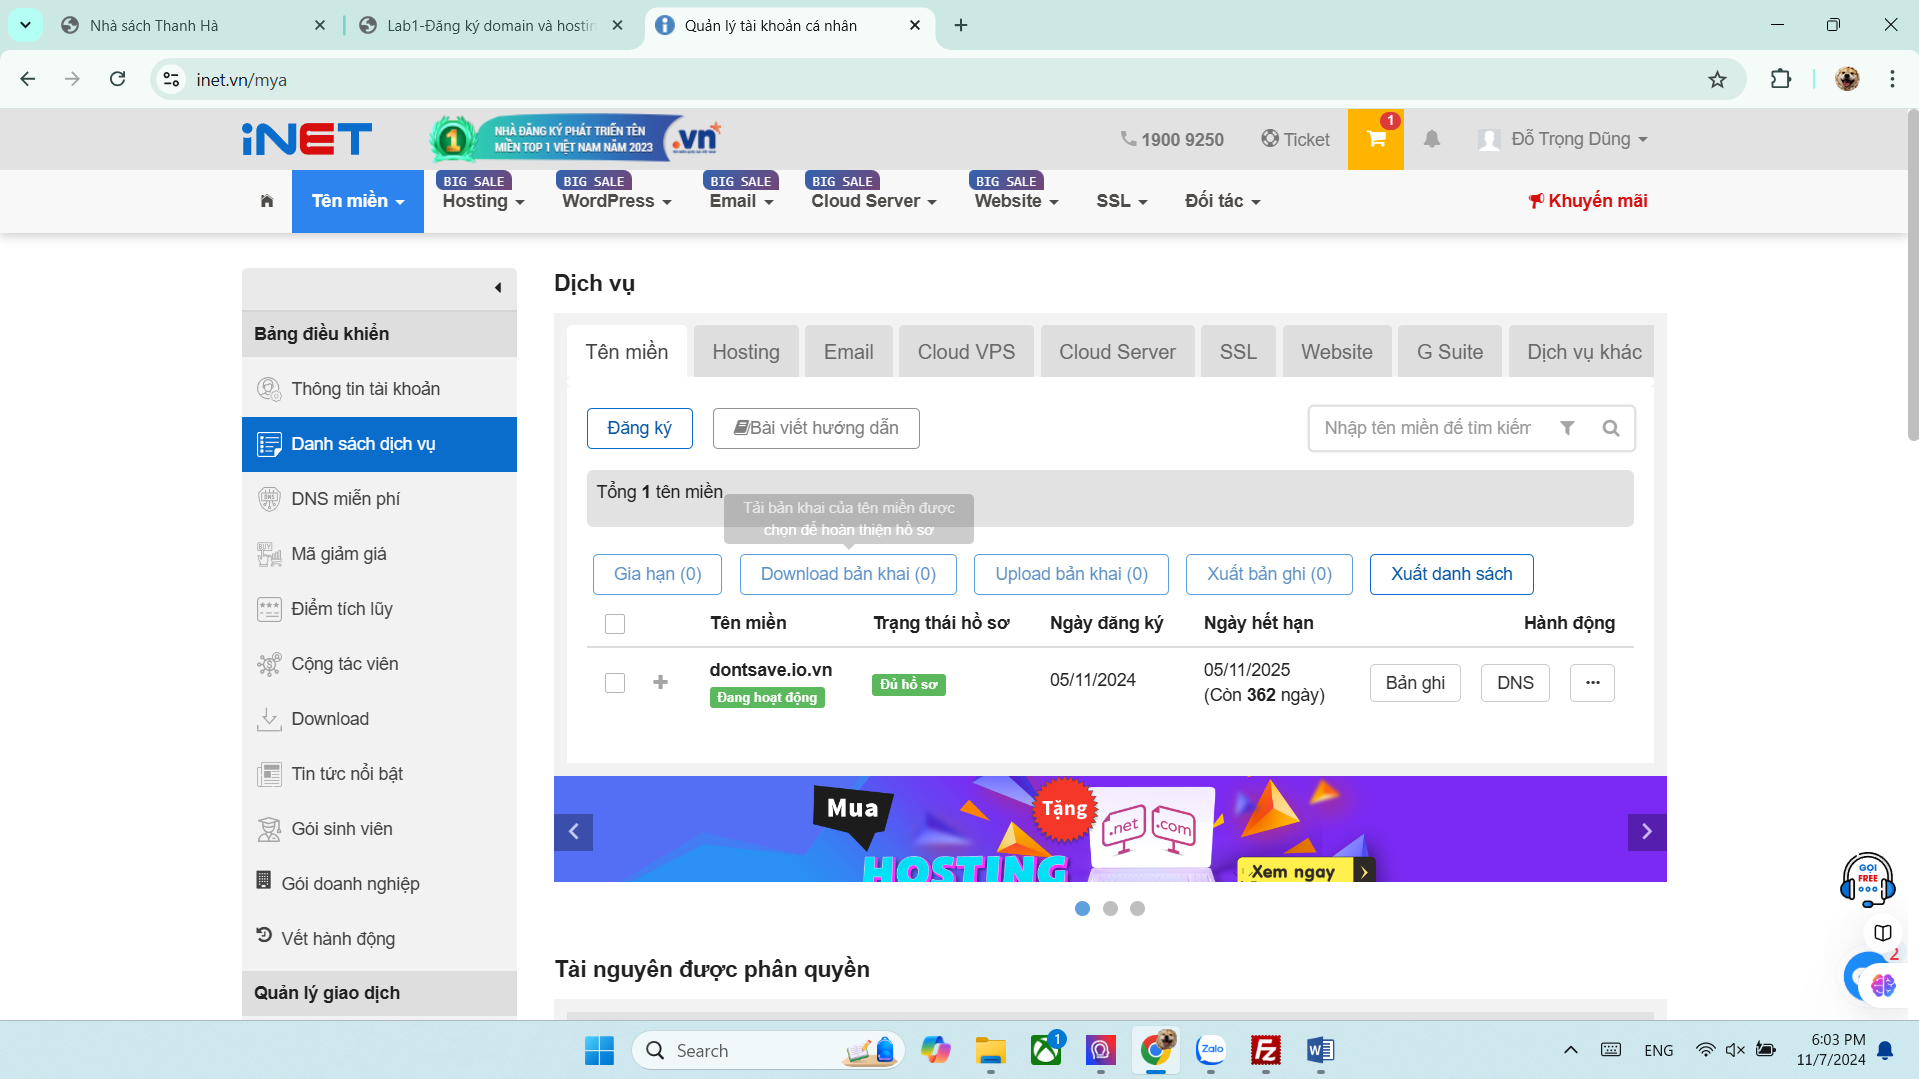 Nhà sách Thanh Hà
Lab1-Đăng ký domain và hostin
Quản lý tài khoản cá nhân
inet.vn/mya
iNET
1
NHÀ ĐĂNG KÝ PHÁT TRIỂN TÊN
MIỀN TOP 1 VIỆT NAM NĂM 2023
.vn
1900 9250
Ticket
1
Đỗ Trọng Dũng
Tên miền
BIG SALE
Hosting
BIG SALE
WordPress
BIG SALE
Email
BIG SALE
Cloud Server
BIG SALE
Website
SSL
Đối tác
Khuyến mãi
Bảng điều khiển
Thông tin tài khoản
Danh sách dịch vụ
DNS miễn phí
Mã giảm giá
Điểm tích lũy
Cộng tác viên
Download
Tin tức nổi bật
Gói sinh viên
Gói doanh nghiệp
Vết hành động
Quản lý giao dịch
Dịch vụ
Tên miền
Hosting
Email
Cloud VPS
Cloud Server
SSL
Website
G Suite
Dịch vụ khác
Đăng ký
Bài viết hướng dẫn
Nhập tên miền để tìm kiếm
Tổng 1 tên miền
Tải bản khai của tên miền được
chọn để hoàn thiện hồ sơ
Gia hạn (0)
Download bản khai (0)
Upload bản khai (0)
Xuất bản ghi (0)
Xuất danh sách
Tên miền
Trạng thái hồ sơ
Ngày đăng ký
Ngày hết hạn
Hành động
dontsave.io.vn
Đang hoạt động
Đủ hồ sơ
05/11/2024
05/11/2025
(Còn 362 ngày)
Bản ghi
DNS
Mua
HOSTING
Tặng
.net
.com
Xem ngay
GỌI
FREE
2
Tài nguyên được phân quyền
Search
1
Zalo
ENG
6:03 PM
11/7/2024